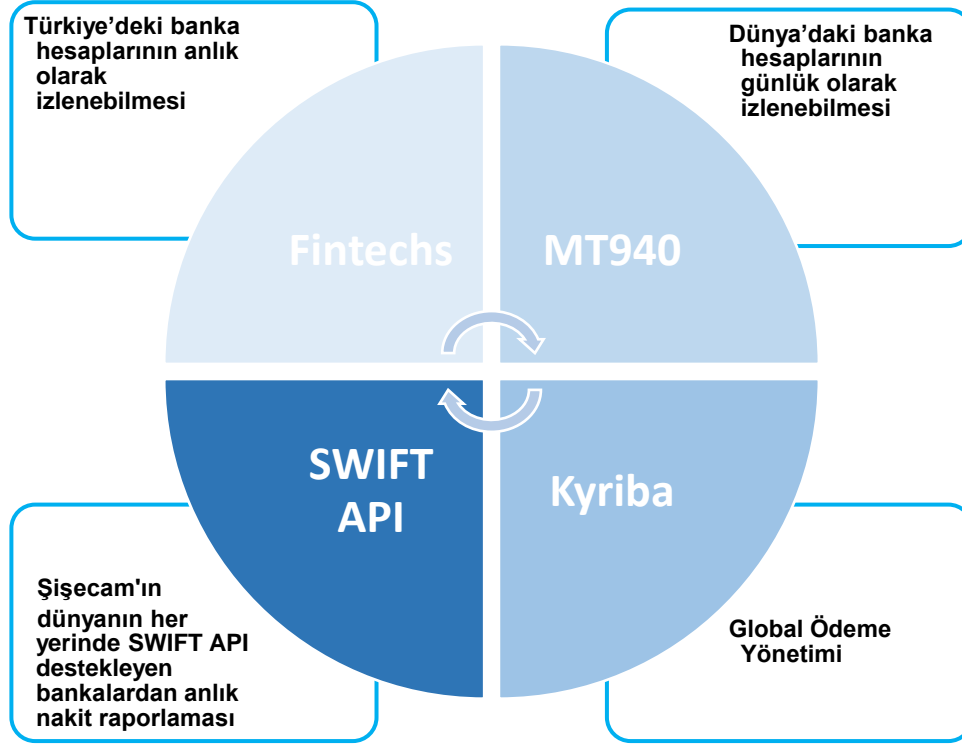 Türkiye’deki banka
hesaplarının anlık
olarak
izlenebilmesi
Dünya’daki banka
hesaplarının
günlük olarak
izlenebilmesi
Fintechs
MT940
SWIFT
API
Kyriba
Şişecam'ın
dünyanın her
yerinde SWIFT API
destekleyen
bankalardan anlık
nakit raporlaması
Global Ödeme
Yönetimi